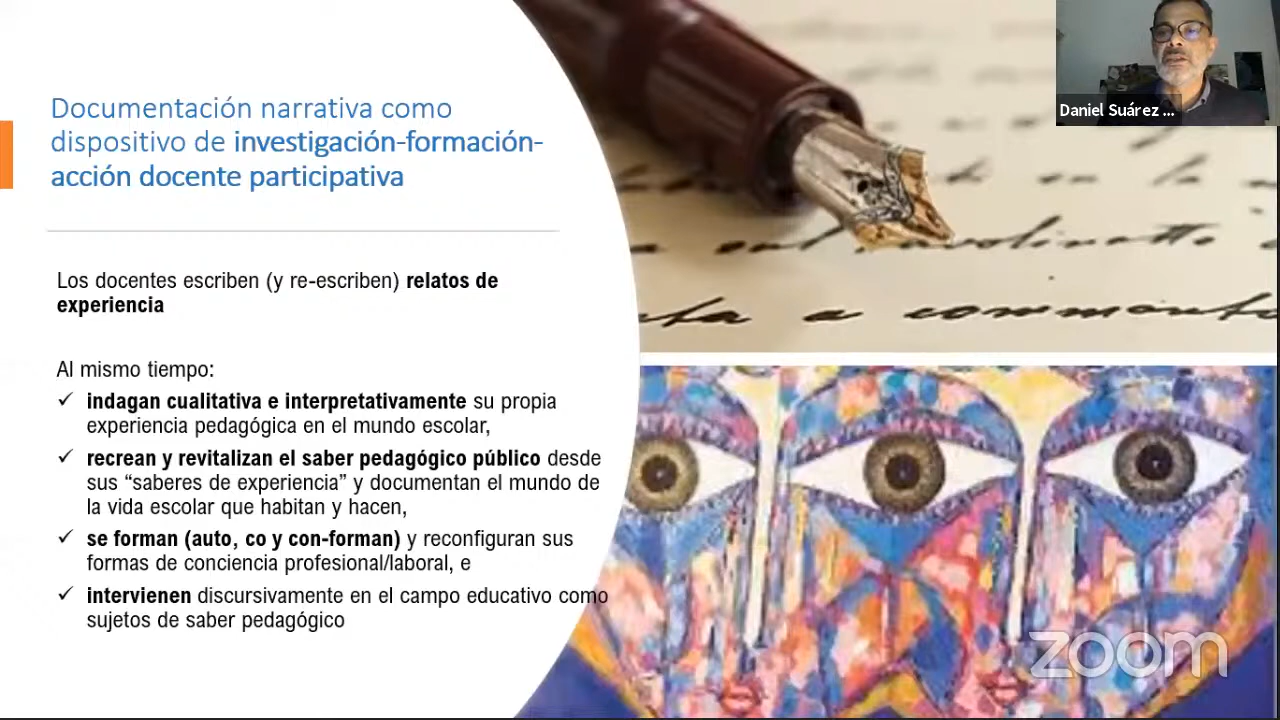 Documentación narrativa como
dispositivo de investigación-formación-
acción docente participativa
Los docentes escriben (y re-escriben) relatos de
experiencia
Al mismo tiempo:
✓ indagan cualitativa e interpretativamente su propia
experiencia pedagógica en el mundo escolar,
✓ recrean y revitalizan el saber pedagógico público desde
sus “saberes de experiencia” y documentan el mundo de
la vida escolar que habitan y hacen,
✓ se forman (auto, co y con-forman) y reconfiguran sus
formas de conciencia profesional/laboral, e
✓ intervienen discursivamente en el campo educativo como
sujetos de saber pedagógico
Daniel Suárez ...
a commento
zoom